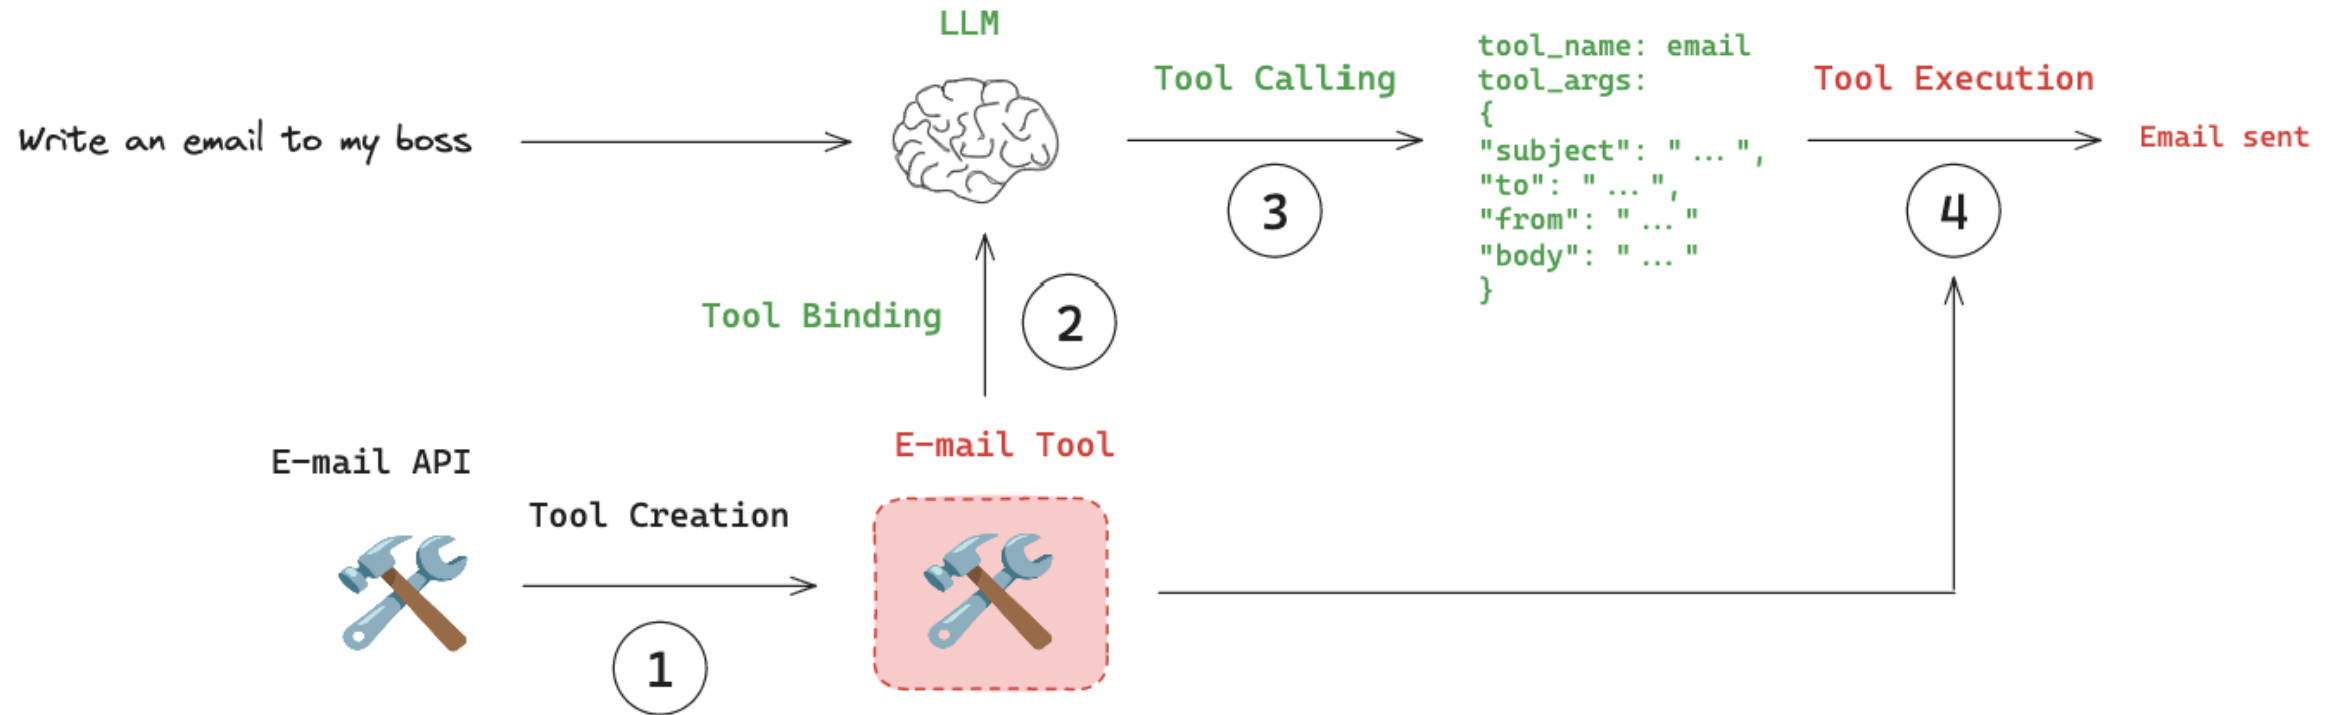 LLM
Write an email to my boss
Tool Calling
3
tool_name: email
tool_args:
{
"subject": " ... ",
"to": " ... ",
"from": " ... "
"body": " ... "
}
Tool Execution
4
Email sent
Tool Binding
2
E-mail API
Tool Creation
1
E-mail Tool